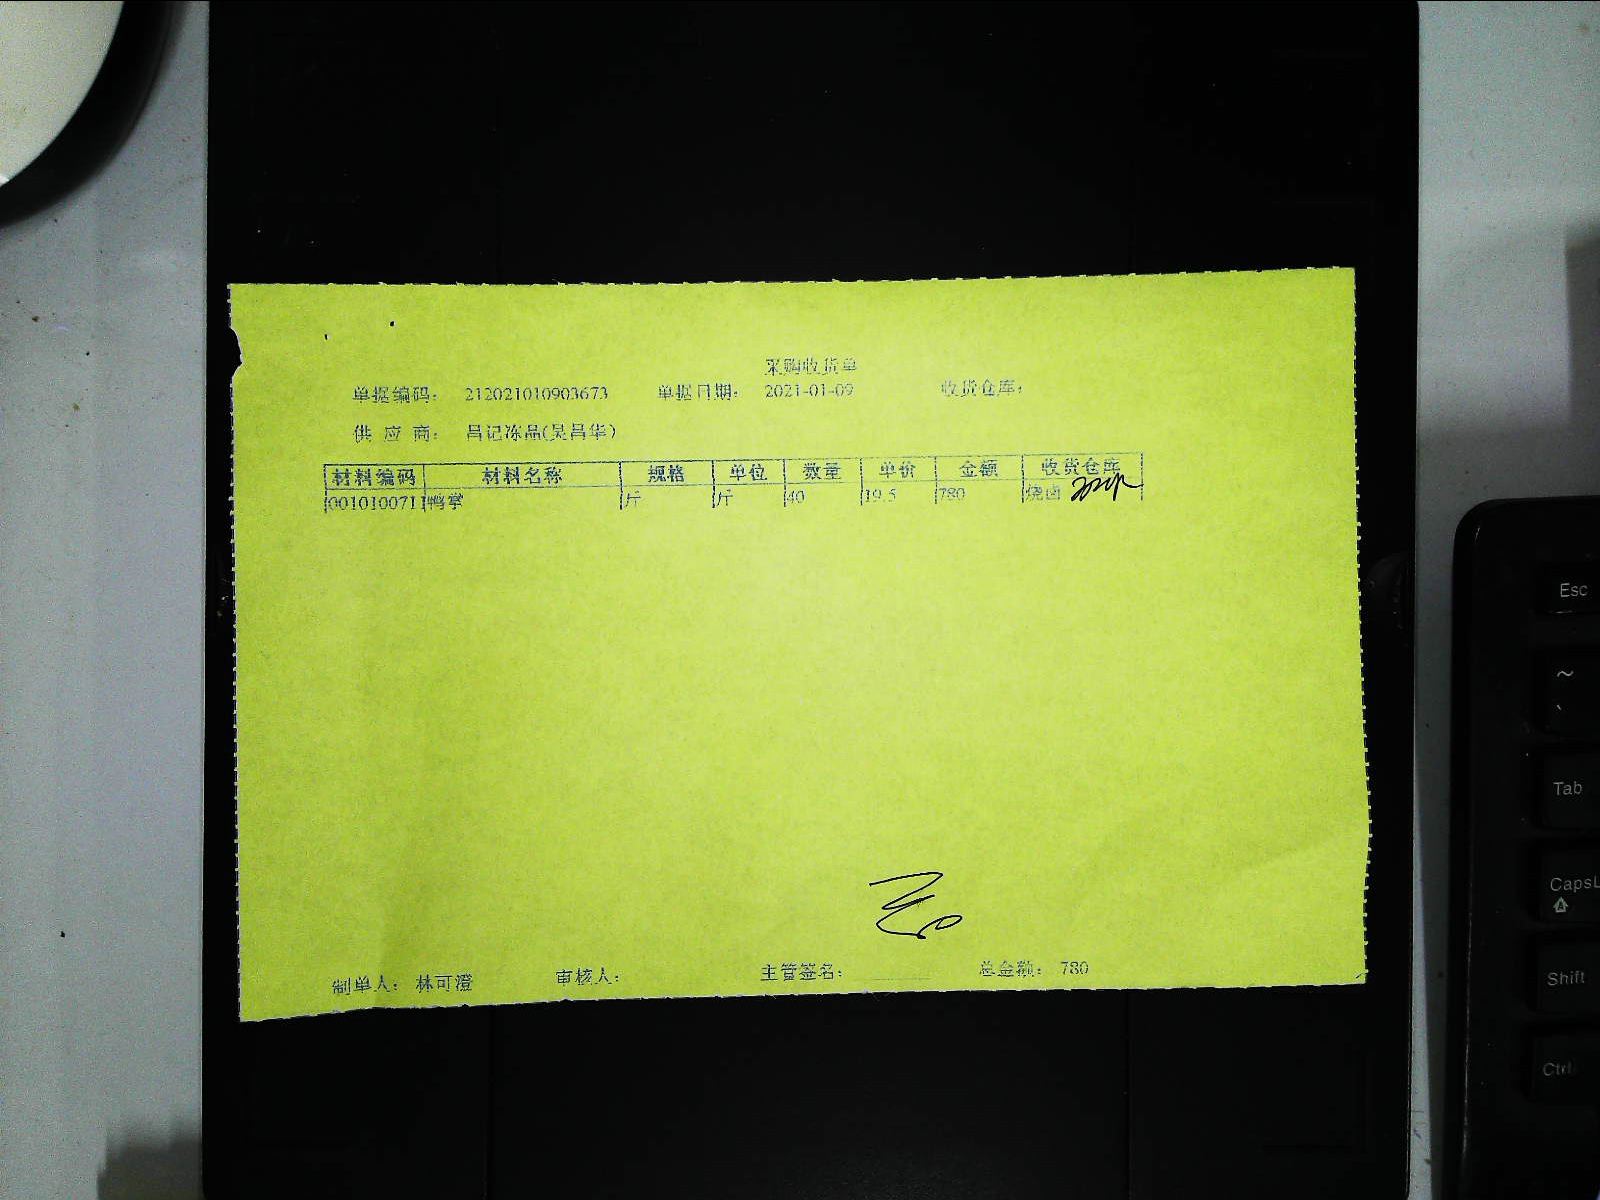 采购收货单
单据编码: 212021010903673 单据日期: 2021-01-09 收货仓库:
供应商: 昌记冻品(吴昌华)
材料编码 材料名称 规格 单位 数量 单价 金额 收货仓库
0010100711 鸭掌 斤 斤 40 19.5 780 烧卤
制单人: 林可澄 审核人: 主管签名: 总金额: 780
Esc
~
`
Tab
CapsL
Shift
Ctrl